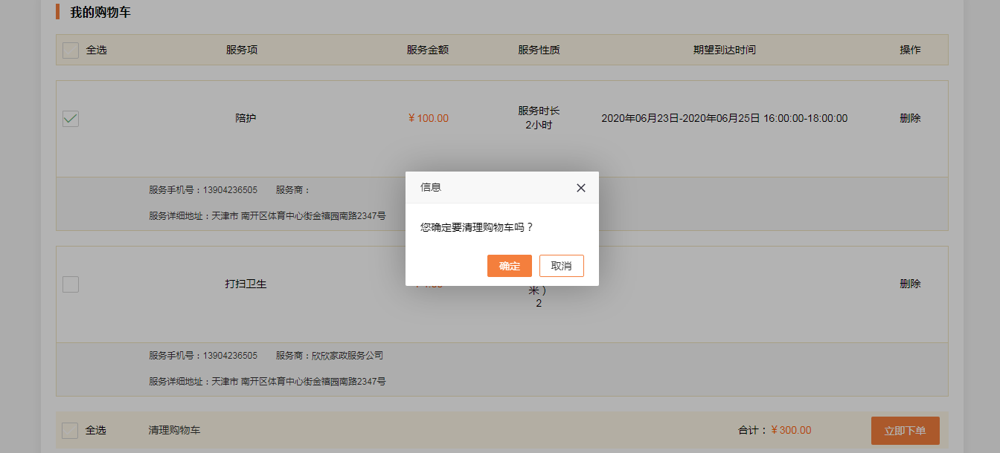 我的购物车
全选 服务项 服务金额 服务性质 期望到达时间 操作
陪护 ￥100.00 服务时长 2020年06月23日-2020年06月25日 16:00:00-18:00:00 删除
2小时
服务手机号：13904236505 服务商：
服务详细地址：天津市 南开区体育中心街金禧园南路2347号
信息
您确定要清理购物车吗？
确定 取消
打扫卫生 删除
米）
2
服务手机号：13904236505 服务商：欣欣家政服务公司
服务详细地址：天津市 南开区体育中心街金禧园南路2347号
全选 清理购物车 合计：￥300.00 立即下单